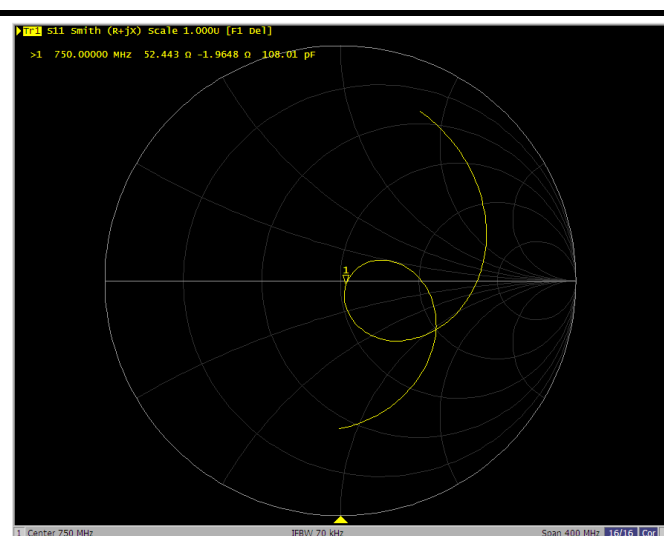 Tr1 S11 Smith (R+jX) Scale 1.000U [F1 Del]
>1 750.00000 MHz 52.443 Ω -1.9648 Ω 108.01 pF
1
1 Center 750 MHz IFBW 70 kHz Span 400 MHz 16/16 Cor